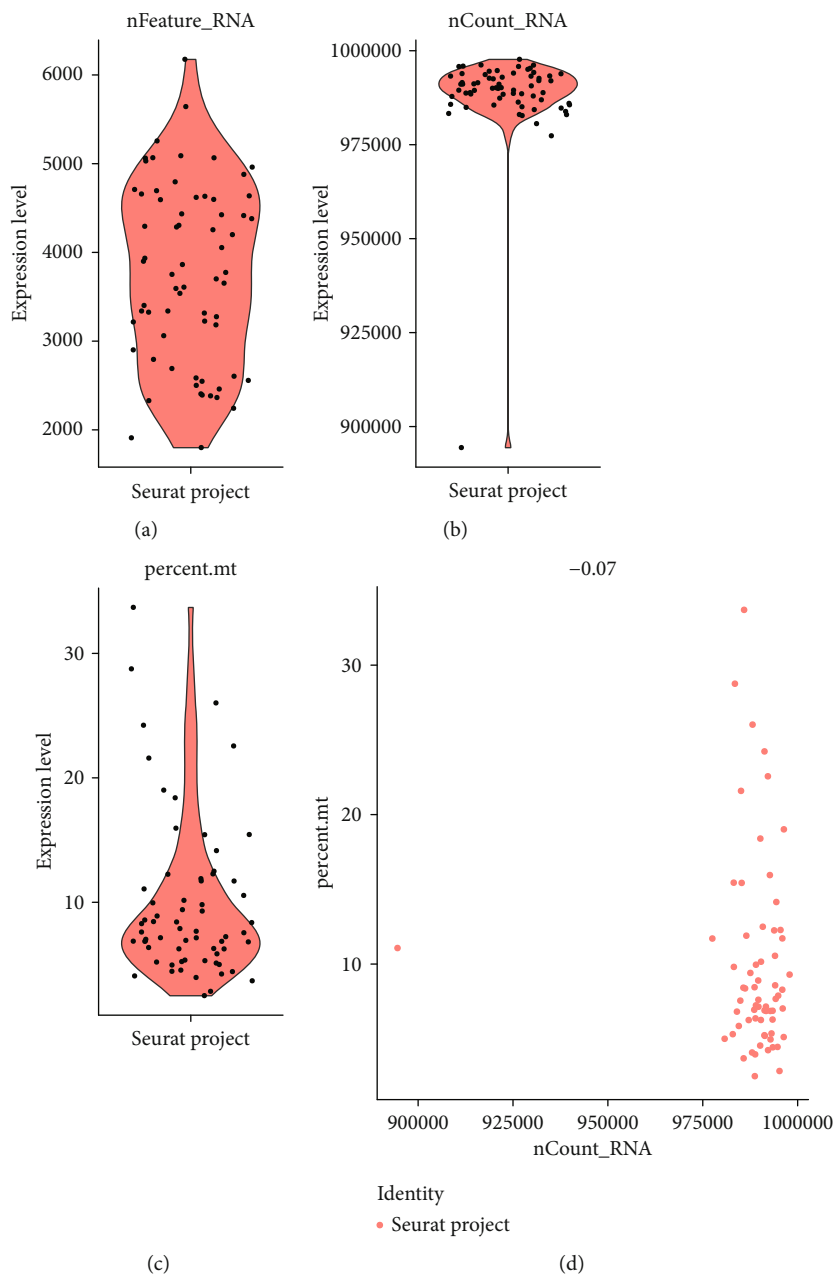 nFeature_RNA
6000
5000
4000
3000
2000
Expression level
Seurat project
(a)
nCount_RNA
1000000
975000
950000
925000
900000
Expression level
Seurat project
(b)
percent.mt
30
20
10
Expression level
Seurat project
(c)
−0.07
30
20
10
percent.mt
900000 925000 950000 975000 1000000
nCount_RNA
Identity
Seurat project
(d)